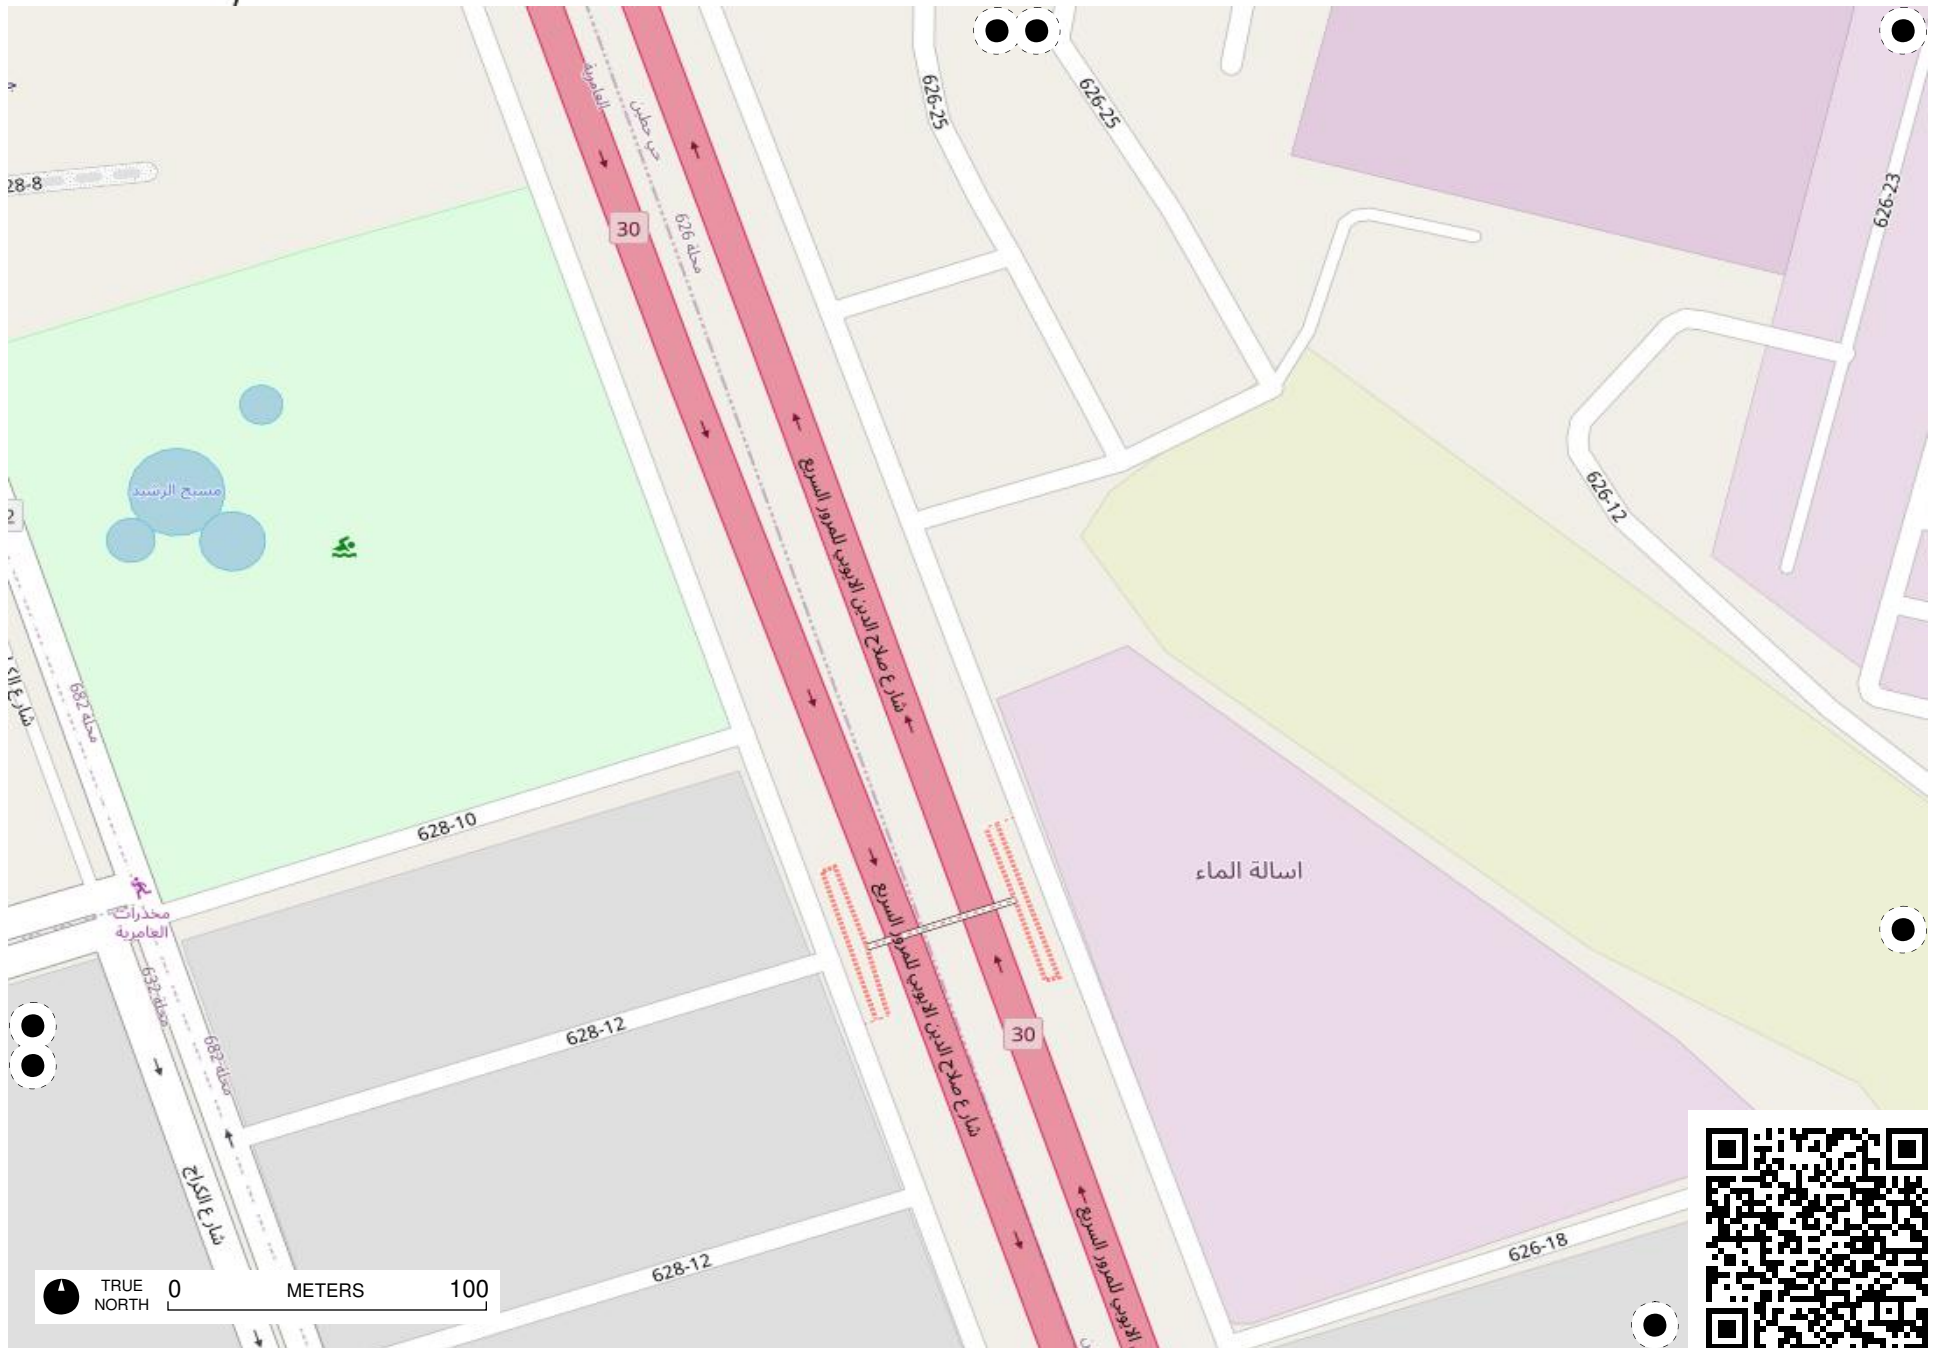 626-25
626-25
العامرية
حي حطين
28-8
626-23
30
محلة 626
شارع صلاح الدين الايوبي للمرور السريع
مسبح الرشيد
626-12
2
محلة 682
628-10
اسالة الماء
مخدرات
العامرية
شارع صلاح الدين الايوبي للمرور السريع
محلة 632
628-12
30
محلة 682
شارع الكراج
626-18
628-12
الايوبي للمرور السريع
TRUE NORTH
0 METERS 100